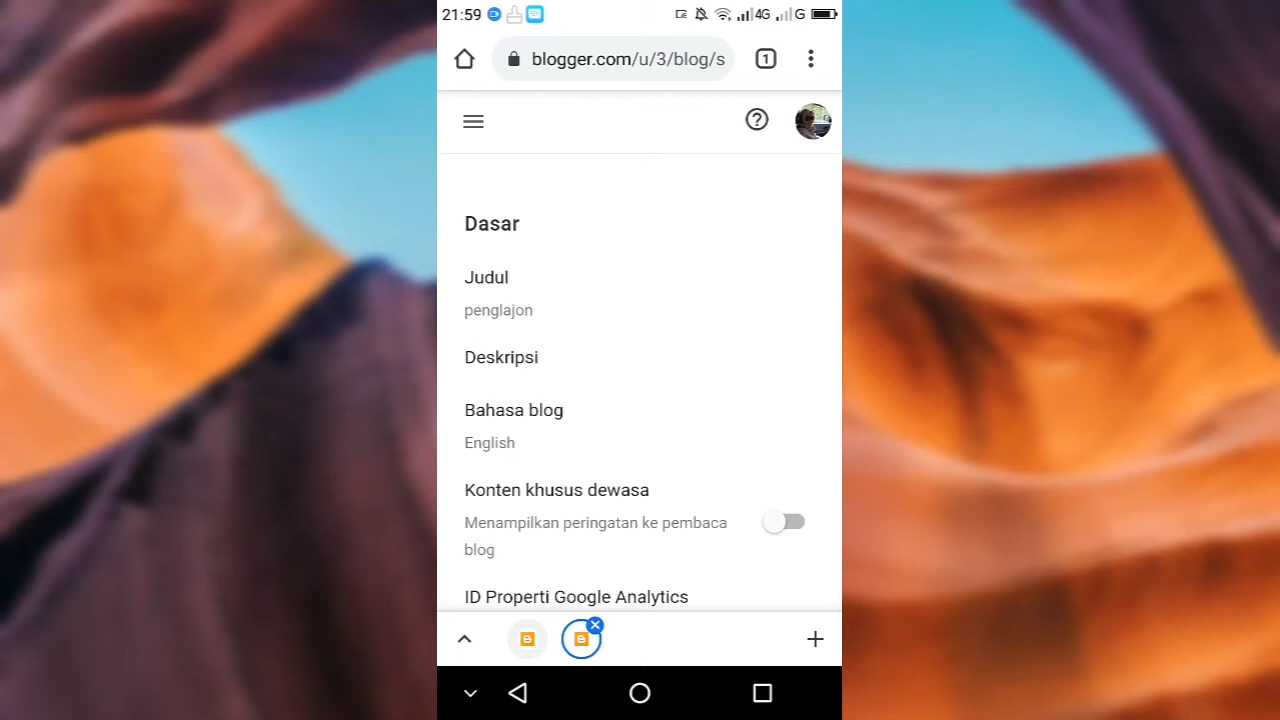 21:59
4G
G
blogger.com/u/3/blog/s
1
Dasar
Judul
penglajon
Deskripsi
Bahasa blog
English
Konten khusus dewasa
Menampilkan peringatan ke pembaca
blog
ID Properti Google Analytics